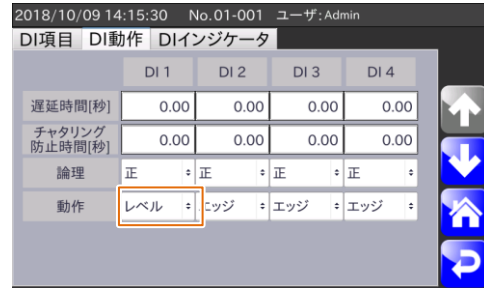 2018/10/09 14:15:30 No.01-001 ユーザ:Admin
DI項目 DI動作 DIインジケータ
DI 1 DI 2 DI 3 DI 4
遅延時間[秒] 0.00 0.00 0.00 0.00
チャタリング
防止時間[秒] 0.00 0.00 0.00 0.00
論理 正 正 正 正
動作 レベル エッジ エッジ エッジ